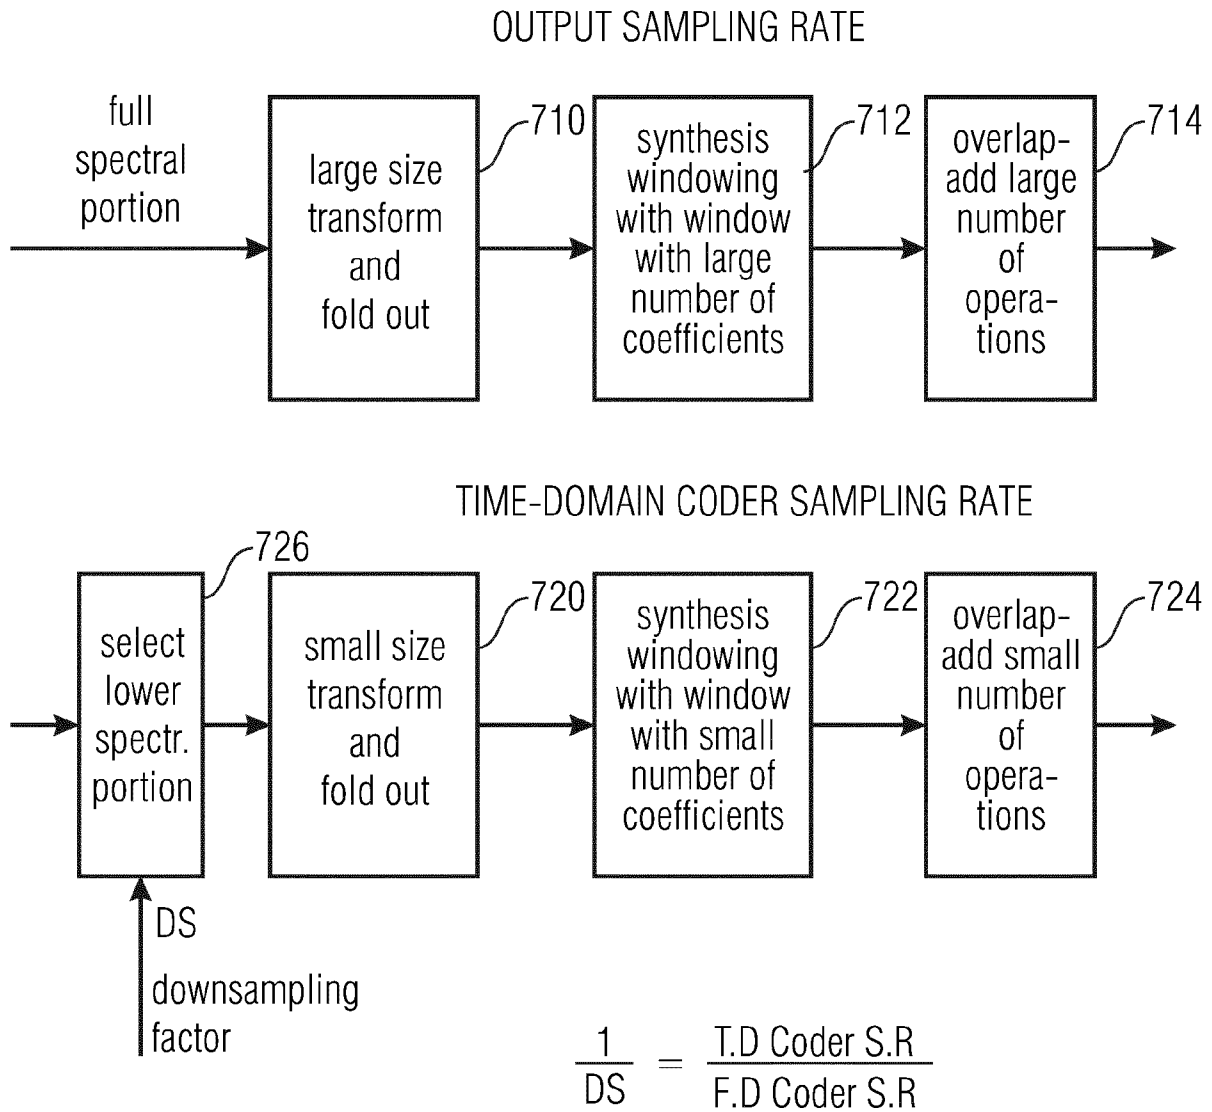 OUTPUT SAMPLING RATE
full
spectral
portion
large size
transform
and
fold out
710
synthesis
windowing
with window
with large
number of
coefficients
712
overlap-
add large
number
of
opera-
tions
714
TIME-DOMAIN CODER SAMPLING RATE
select
lower
spectr.
portion
726
small size
transform
and
fold out
720
synthesis
windowing
with window
with small
number of
coefficients
722
overlap-
add small
number
of
opera-
tions
724
DS
downsampling
factor
1
DS
=
T.D Coder S.R
F.D Coder S.R